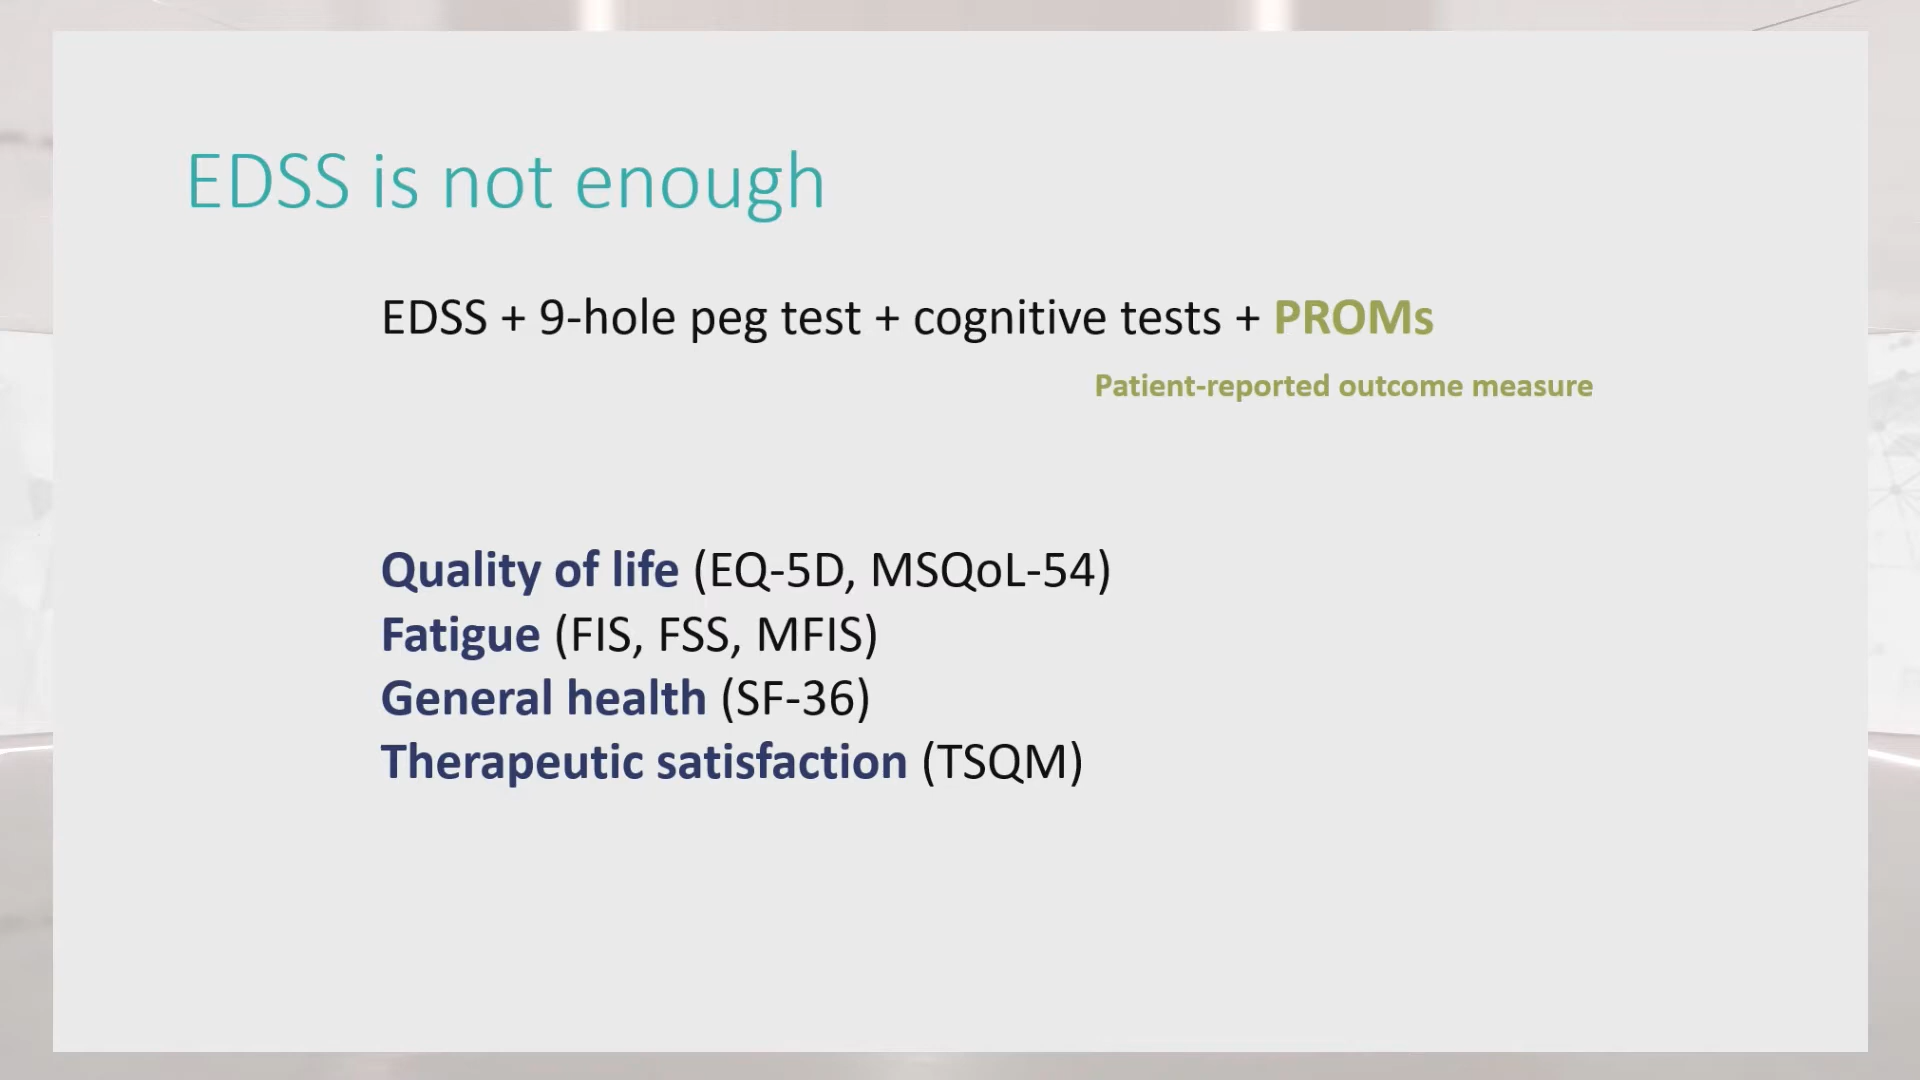 EDSS is not enough
EDSS + 9-hole peg test + cognitive tests + PROMs
Patient-reported outcome measure
Quality of life (EQ-5D, MSQoL-54)
Fatigue (FIS, FSS, MFIS)
General health (SF-36)
Therapeutic satisfaction (TSQM)